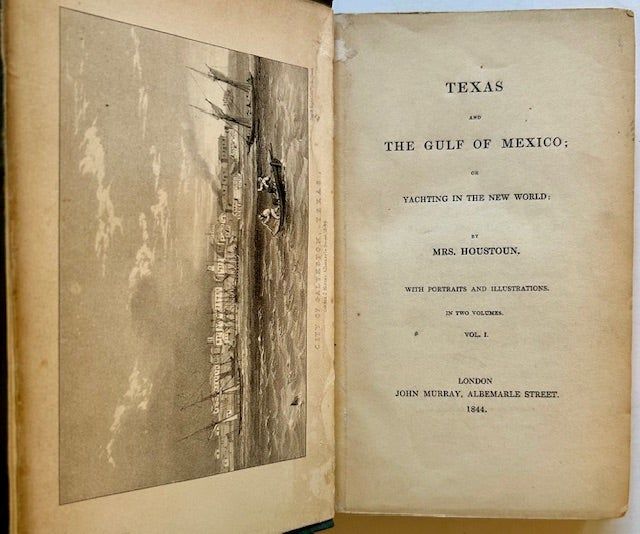 CITY OF GALVESTON, TEXAS,
TEXAS
AND
THE GULF OF MEXICO;
OR
YACHTING IN THE NEW WORLD:
BY
MRS. HOUSTOUN.
WITH PORTRAITS AND ILLUSTRATIONS.
IN TWO VOLUMES.
VOL. I.
LONDON
JOHN MURRAY, ALBEMARLE STREET.
1844.